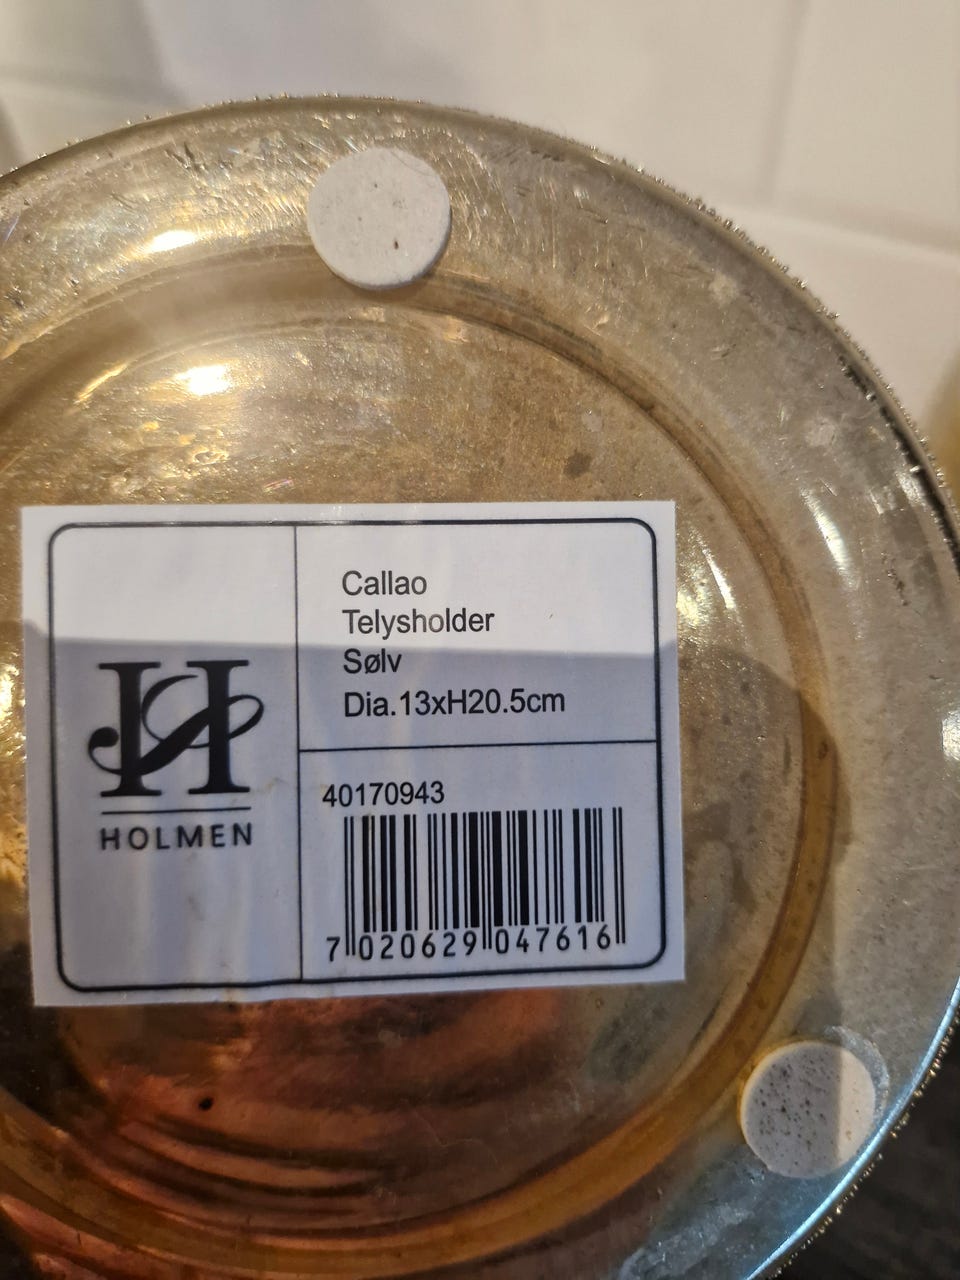 Callao
Telysholder
Sølv
Dia.13xH20.5cm
H
HOLMEN
40170943
7 020629 047616